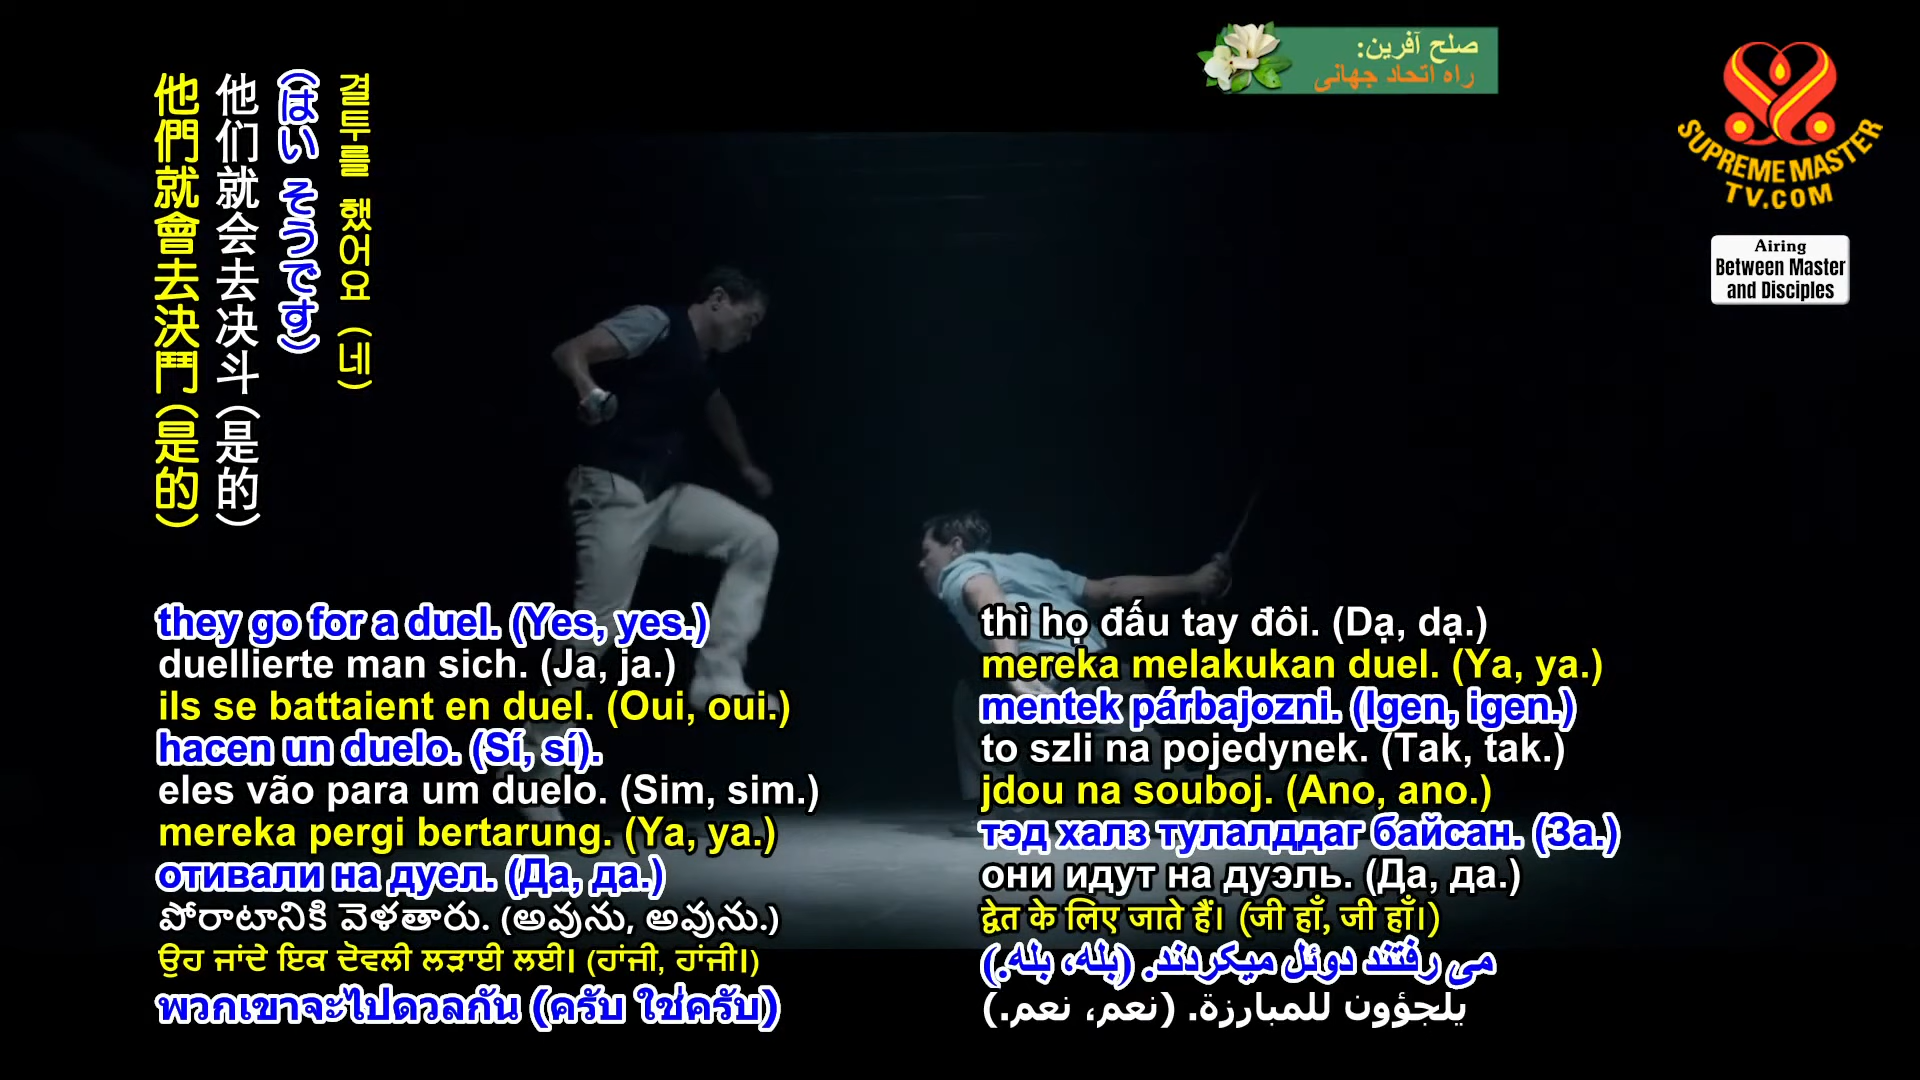 صلح آفرین:
راه اتحاد جهانی
SUPREME MASTER
TV.COM
Airing
Between Master
and Disciples
결투를 했어요 (네)
(はい そうです)
他们就会去决斗 (是的)
他們就會去決鬥 (是的)
they go for a duel. (Yes, yes.)
duellierte man sich. (Ja, ja.)
ils se battaient en duel. (Oui, oui.)
hacen un duelo. (Sí, sí).
eles vão para um duelo. (Sim, sim.)
mereka pergi bertarung. (Ya, ya.)
отивали на дуел. (Да, да.)
పోరాటానికి వెళతారు. (అవును, అవును.)
ਉਹ ਜਾਂਦੇ ਇਕ ਦੋਵਲੀ ਲੜਾਈ ਲਈ। (ਹਾਂਜੀ, ਹਾਂਜੀ।)
พวกเขาจะไปดวลกัน (ครับ ใช่ครับ)
thì họ đấu tay đôi. (Dạ, dạ.)
mereka melakukan duel. (Ya, ya.)
mentek párbajozni. (Igen, igen.)
to szli na pojedynek. (Tak, tak.)
jdou na souboj. (Ano, ano.)
тэд халз тулалддаг байсан. (За.)
они идут на дуэль. (Да, да.)
द्वेत के लिए जाते हैं। (जी हाँ, जी हाँ।)
می رفتند دوئل میکردند. (بله، بله.)
يلجؤون للمبارزة. (نعم، نعم.)